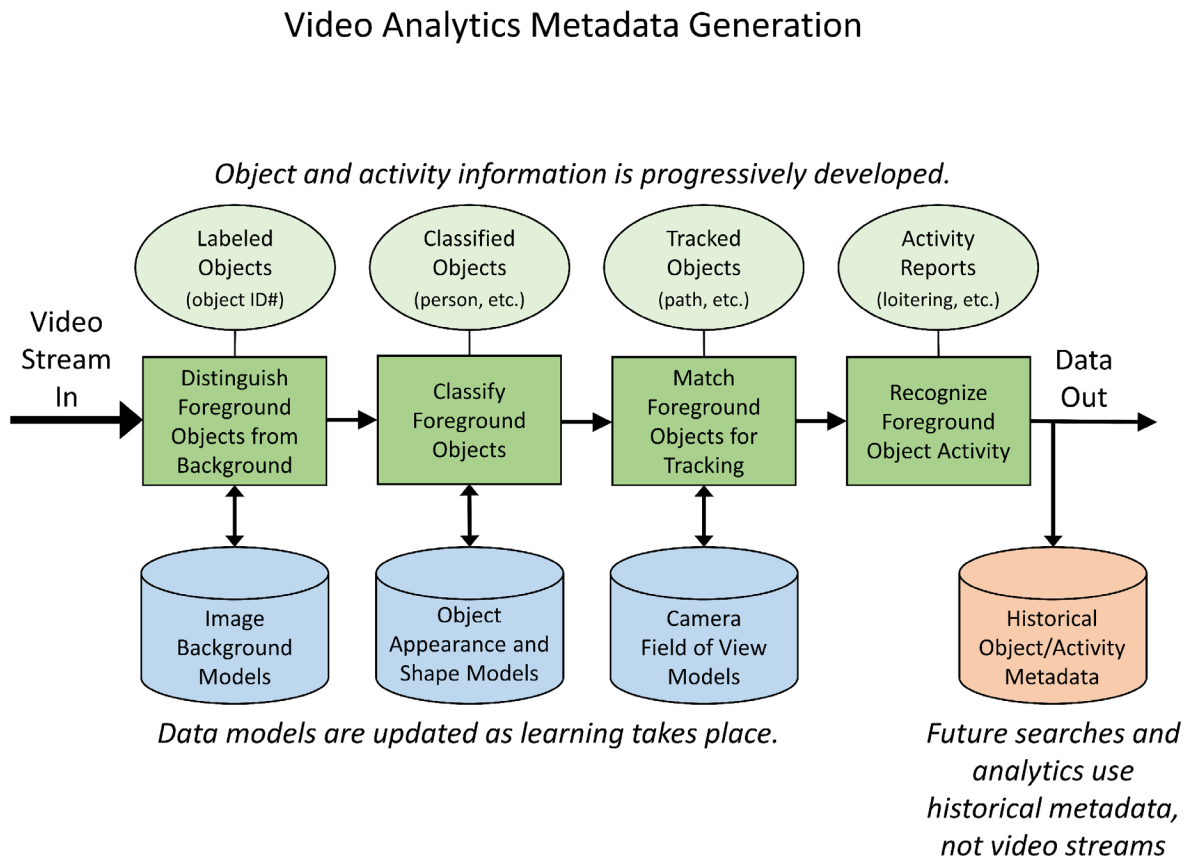 Video Analytics Metadata Generation
Object and activity information is progressively developed.
Labeled
Objects
(object ID#)
Classified
Objects
(person, etc.)
Tracked
Objects
(path, etc.)
Activity
Reports
(loitering, etc.)
Video
Stream
In
Distinguish
Foreground
Objects from
Background
Classify
Foreground
Objects
Match
Foreground
Objects for
Tracking
Recognize
Foreground
Object Activity
Data
Out
Image
Background
Models
Object
Appearance and
Shape Models
Camera
Field of View
Models
Historical
Object/Activity
Metadata
Data models are updated as learning takes place.
Future searches and
analytics use
historical metadata,
not video streams